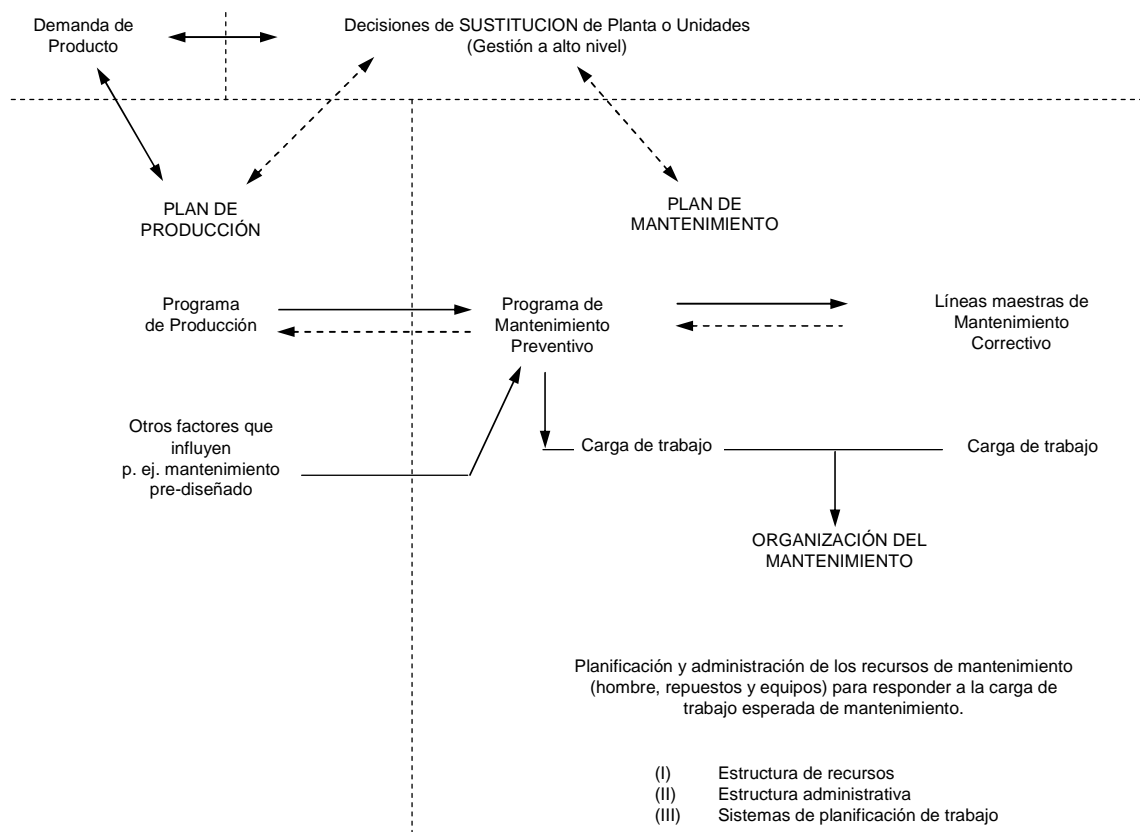 Demanda de
Producto
Decisiones de SUSTITUCION de Planta o Unidades
(Gestión a alto nivel)
PLAN DE
PRODUCCIÓN
PLAN DE
MANTENIMIENTO
Programa
de Producción
Programa de
Mantenimiento
Preventivo
Líneas maestras de
Mantenimiento
Correctivo
Otros factores que
influyen
p. ej. mantenimiento
pre-diseñado
Carga de trabajo
Carga de trabajo
ORGANIZACIÓN DEL
MANTENIMIENTO
Planificación y administración de los recursos de mantenimiento
(hombre, repuestos y equipos) para responder a la carga de
trabajo esperada de mantenimiento.
(I) Estructura de recursos
(II) Estructura administrativa
(III) Sistemas de planificación de trabajo